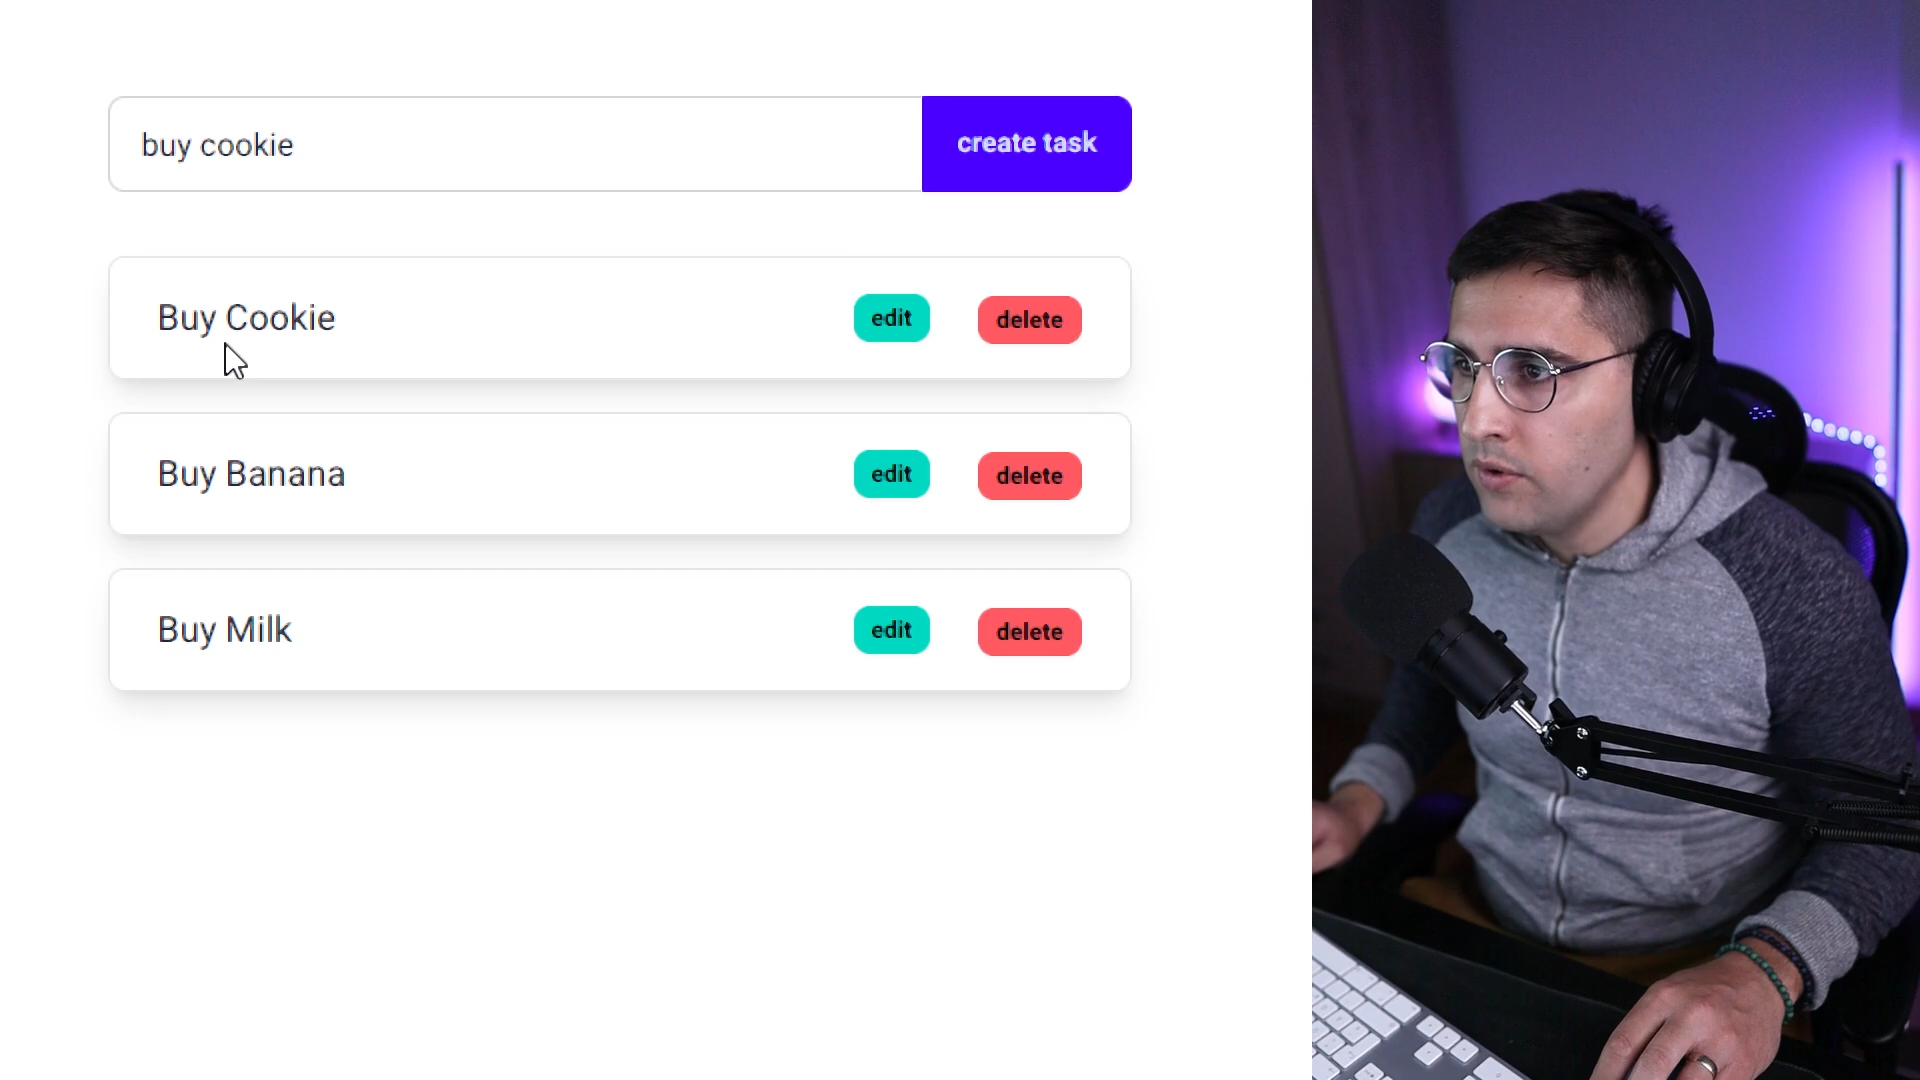 buy cookie
create task
Buy Cookie
edit
delete
Buy Banana
edit
delete
Buy Milk
edit
delete